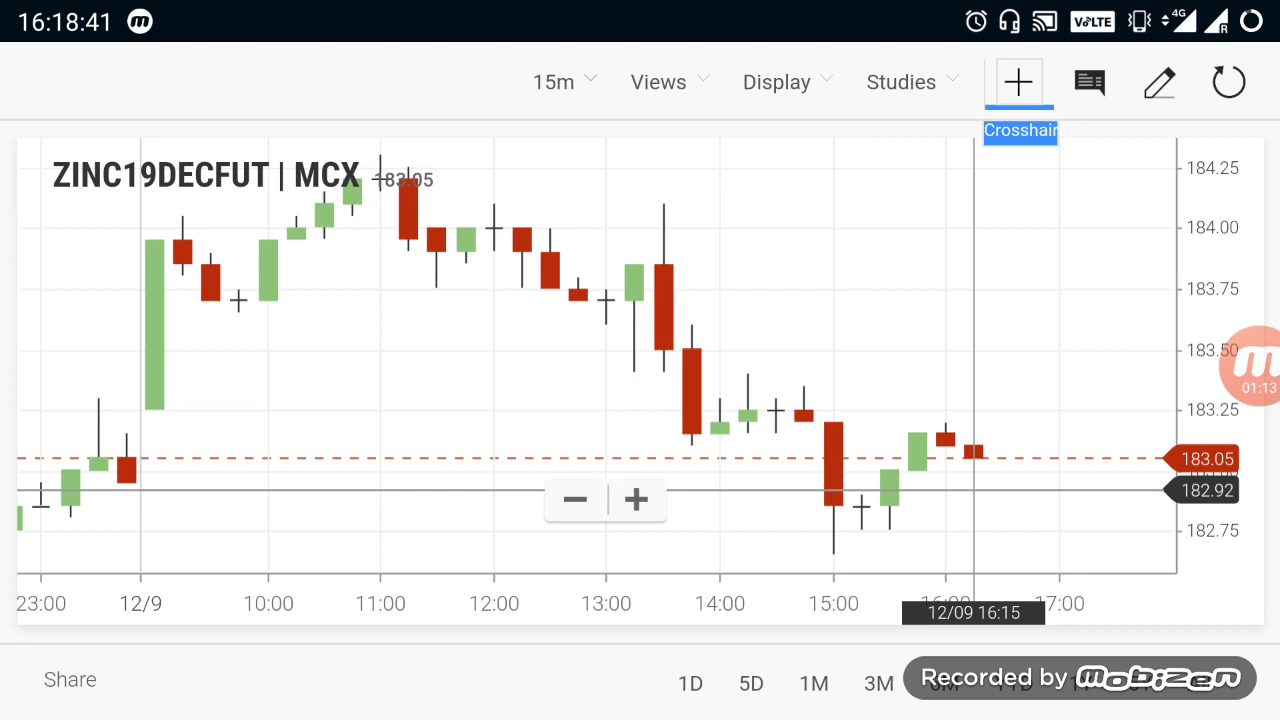 16:18:41
4G
VoLTE
R
15m Views Display Studies
Crosshair
ZINC19DECFUT | MCX 183.05
184.25
184.00
183.75
183.50
01:13
183.25
183.05
182.92
182.75
23:00 12/9 10:00 11:00 12:00 13:00 14:00 15:00 16:00 17:00
12/09 16:15
Share 1D 5D 1M 3M
Recorded by mobizen